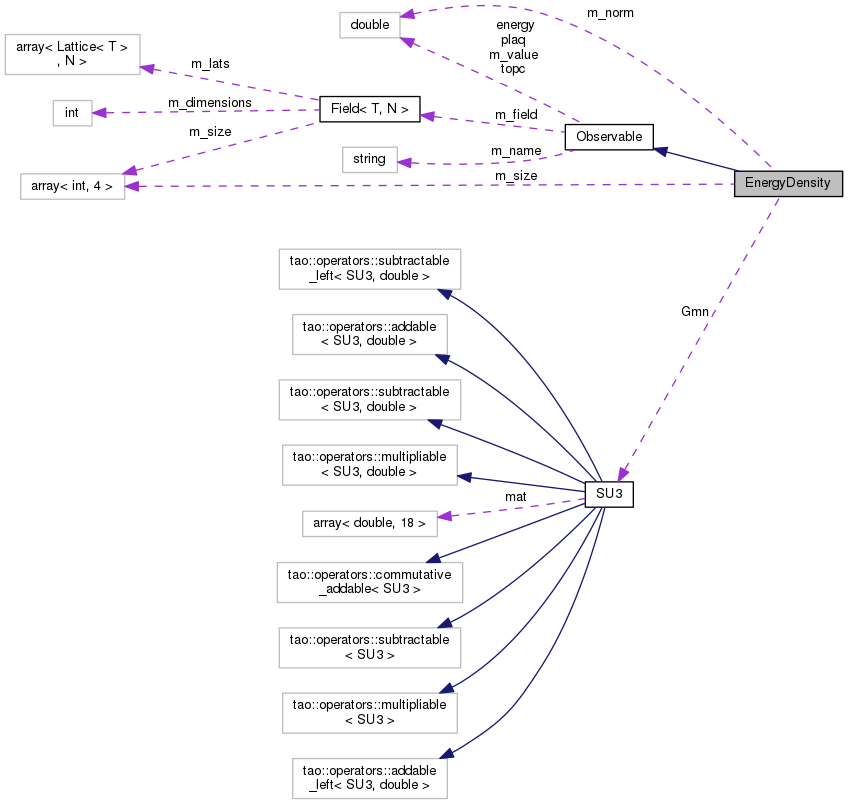 m_norm
double
energy
plaq
m_value
topc
array< Lattice< T >
, N >
m_lats
int
m_dimensions
Field< T, N >
m_field
Observable
m_size
string
m_name
array< int, 4 >
m_size
EnergyDensity
tao::operators::subtractable
_left< SU3, double >
Gmn
tao::operators::addable
< SU3, double >
tao::operators::subtractable
< SU3, double >
tao::operators::multipliable
< SU3, double >
mat
SU3
array< double, 18 >
tao::operators::commutative
_addable< SU3 >
tao::operators::subtractable
< SU3 >
tao::operators::multipliable
< SU3 >
tao::operators::addable
_left< SU3, double >